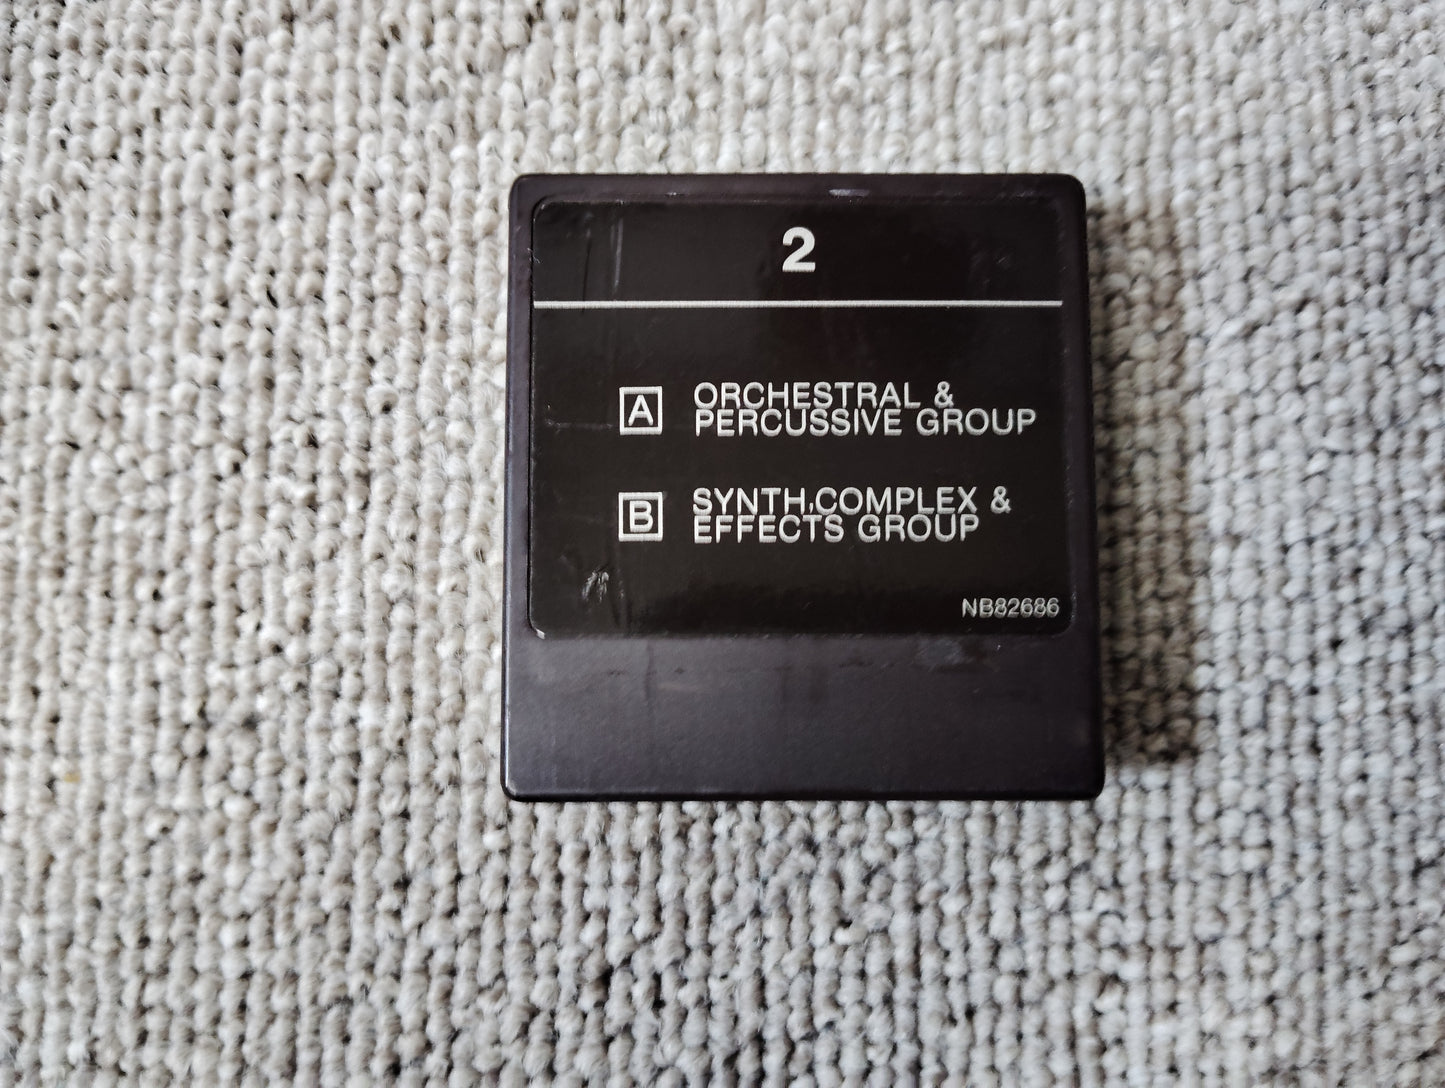 2
A ORCHESTRAL &
PERCUSSIVE GROUP
B SYNTH,COMPLEX &
EFFECTS GROUP
NB82686